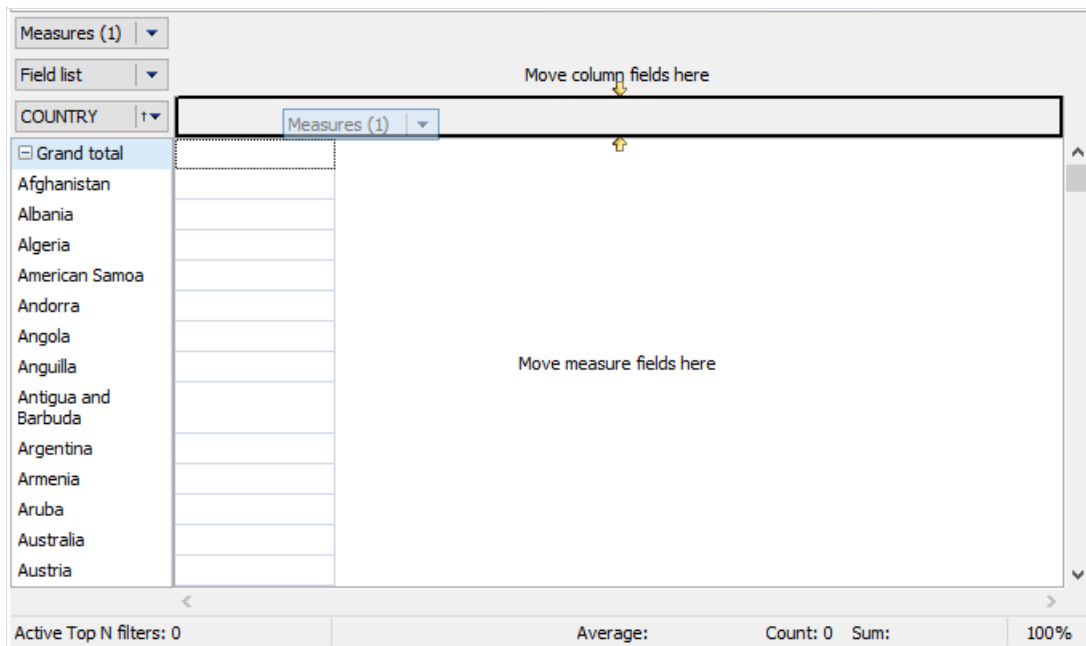 Measures (1)
Field list
Move column fields here
COUNTRY
Measures (1)
Grand total
Afghanistan
Albania
Algeria
American Samoa
Andorra
Angola
Anguilla
Move measure fields here
Antigua and
Barbuda
Argentina
Armenia
Aruba
Australia
Austria
Active Top N filters: 0 Average: Count: 0 Sum: 100%